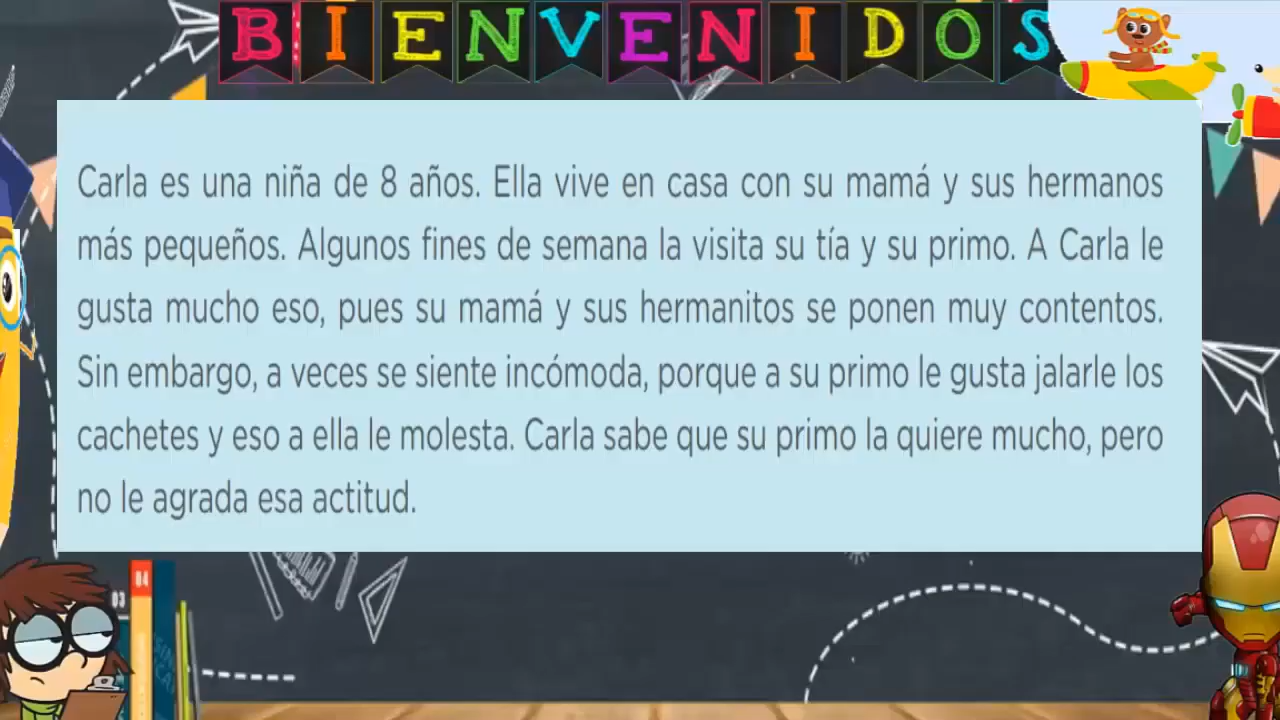 BIENVENIDOS
Carla es una niña de 8 años. Ella vive en casa con su mamá y sus hermanos
más pequeños. Algunos fines de semana la visita su tía y su primo. A Carla le
gusta mucho eso, pues su mamá y sus hermanitos se ponen muy contentos.
Sin embargo, a veces se siente incómoda, porque a su primo le gusta jalarle los
cachetes y eso a ella le molesta. Carla sabe que su primo la quiere mucho, pero
no le agrada esa actitud.
03
04